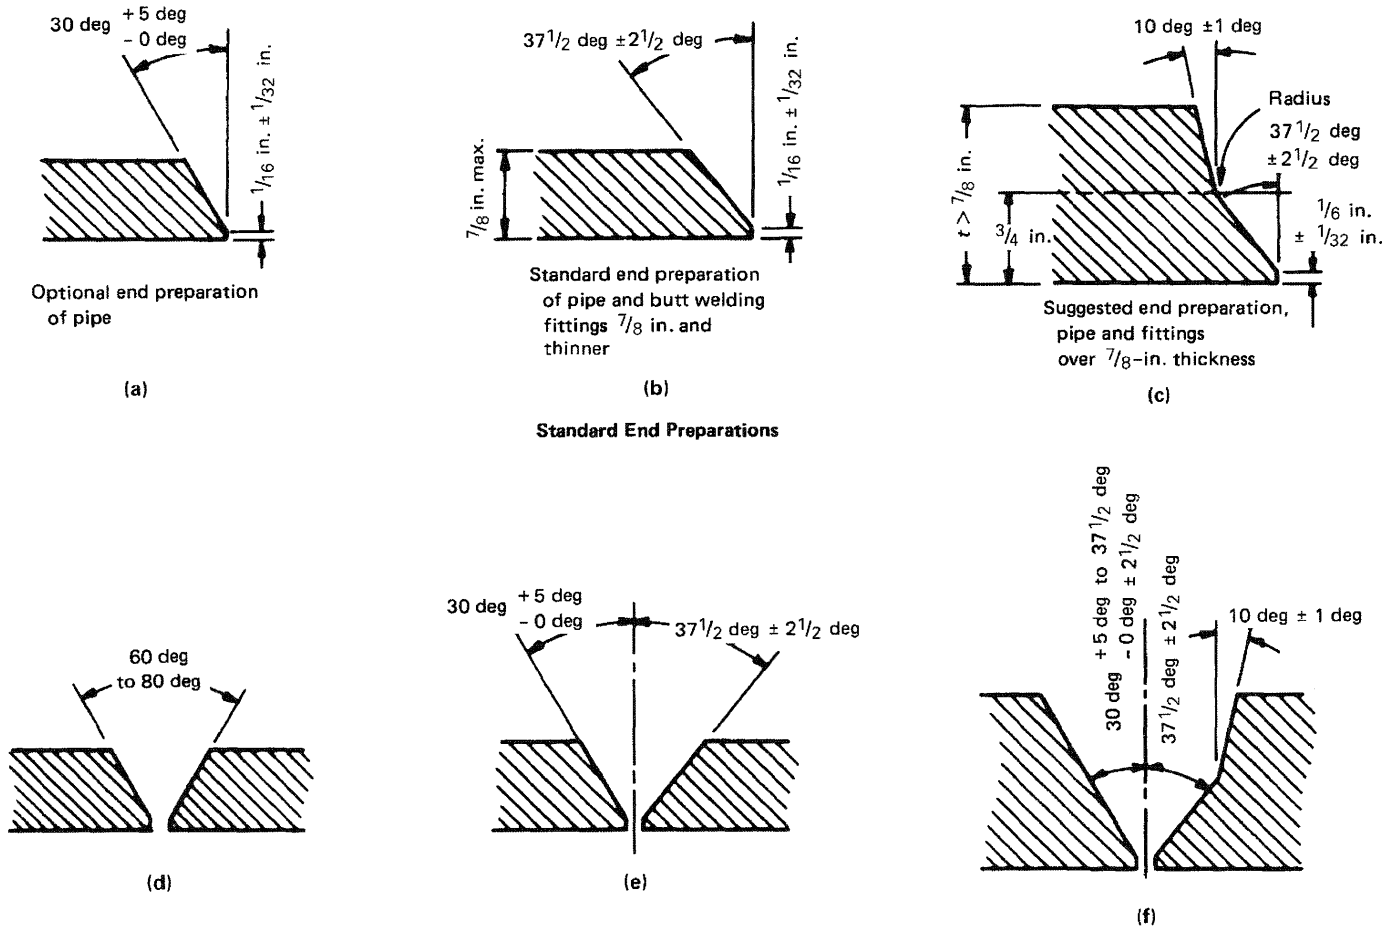 30 deg +5 deg
- 0 deg
1/16 in. ± 1/32 in.
Optional end preparation
of pipe
(a)
37 1/2 deg ±2 1/2 deg
7/8 in. max.
1/16 in. ± 1/32 in.
Standard end preparation
of pipe and butt welding
fittings 7/8 in. and
thinner
(b)
10 deg ±1 deg
Radius
37 1/2 deg
±2 1/2 deg
t > 7/8 in.
3/4 in.
1/6 in.
± 1/32 in.
Suggested end preparation,
pipe and fittings
over 7/8-in. thickness
(c)
Standard End Preparations
60 deg
to 80 deg
(d)
30 deg +5 deg
- 0 deg
37 1/2 deg ± 2 1/2 deg
(e)
30 deg +5 deg to 37 1/2 deg
- 0 deg ± 2 1/2 deg
37 1/2 deg ± 2 1/2 deg
10 deg ± 1 deg
(f)